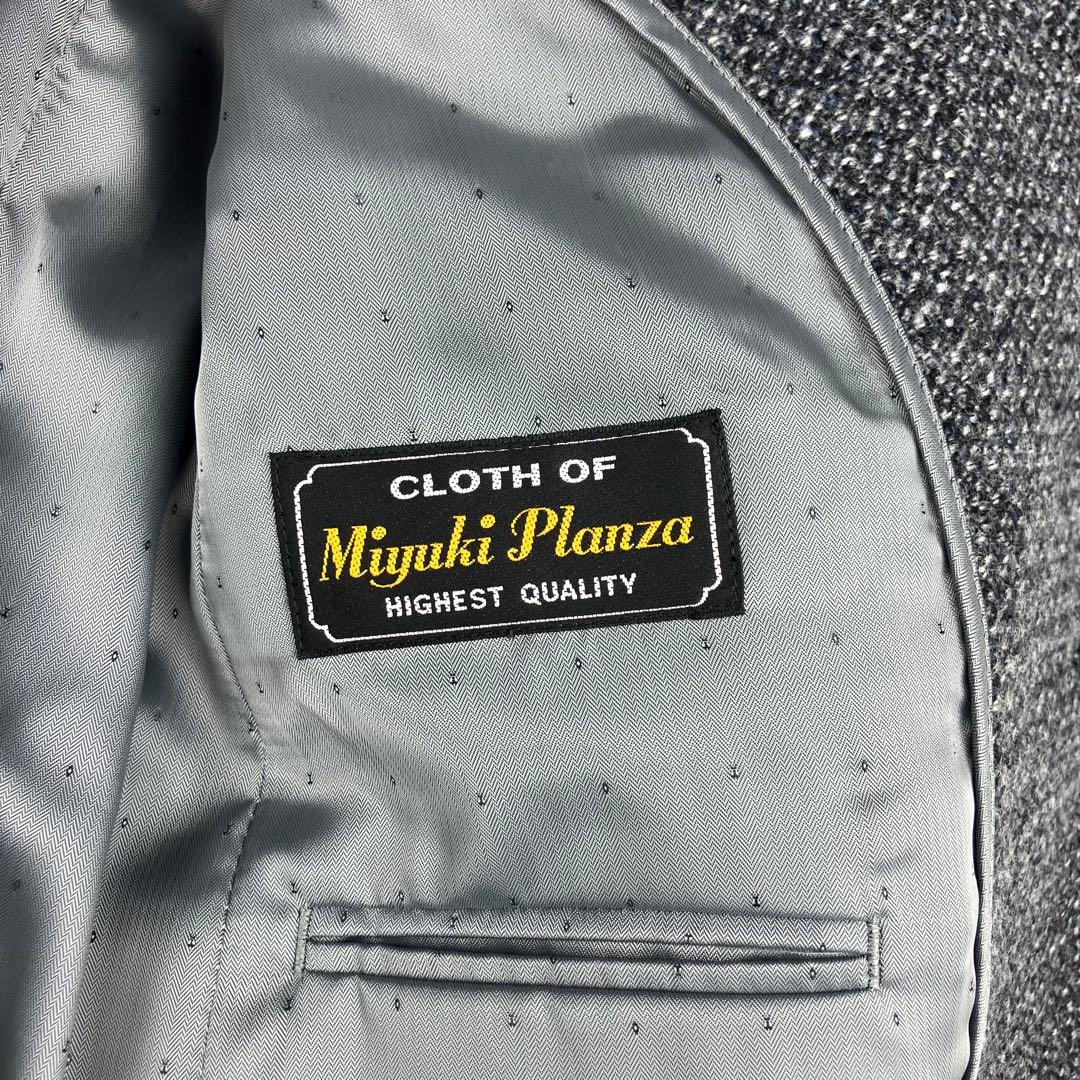 CLOTH OF
Miyuki Planza
HIGHEST QUALITY